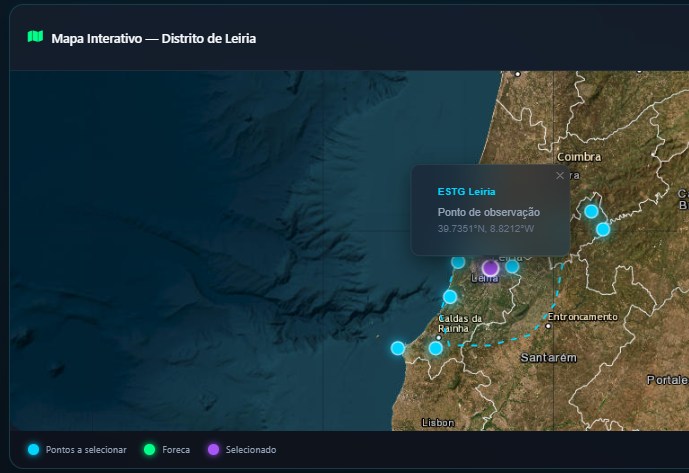 Mapa Interativo — Distrito de Leiria
Coimbra
ESTG Leiria
×
Ponto de observação
39.7351°N, 8.8212°W
Leiria
Caldas da
Rainha
Entroncamento
Santarém
Portale
Lisbon
Pontos a selecionar
Foreca
Selecionado